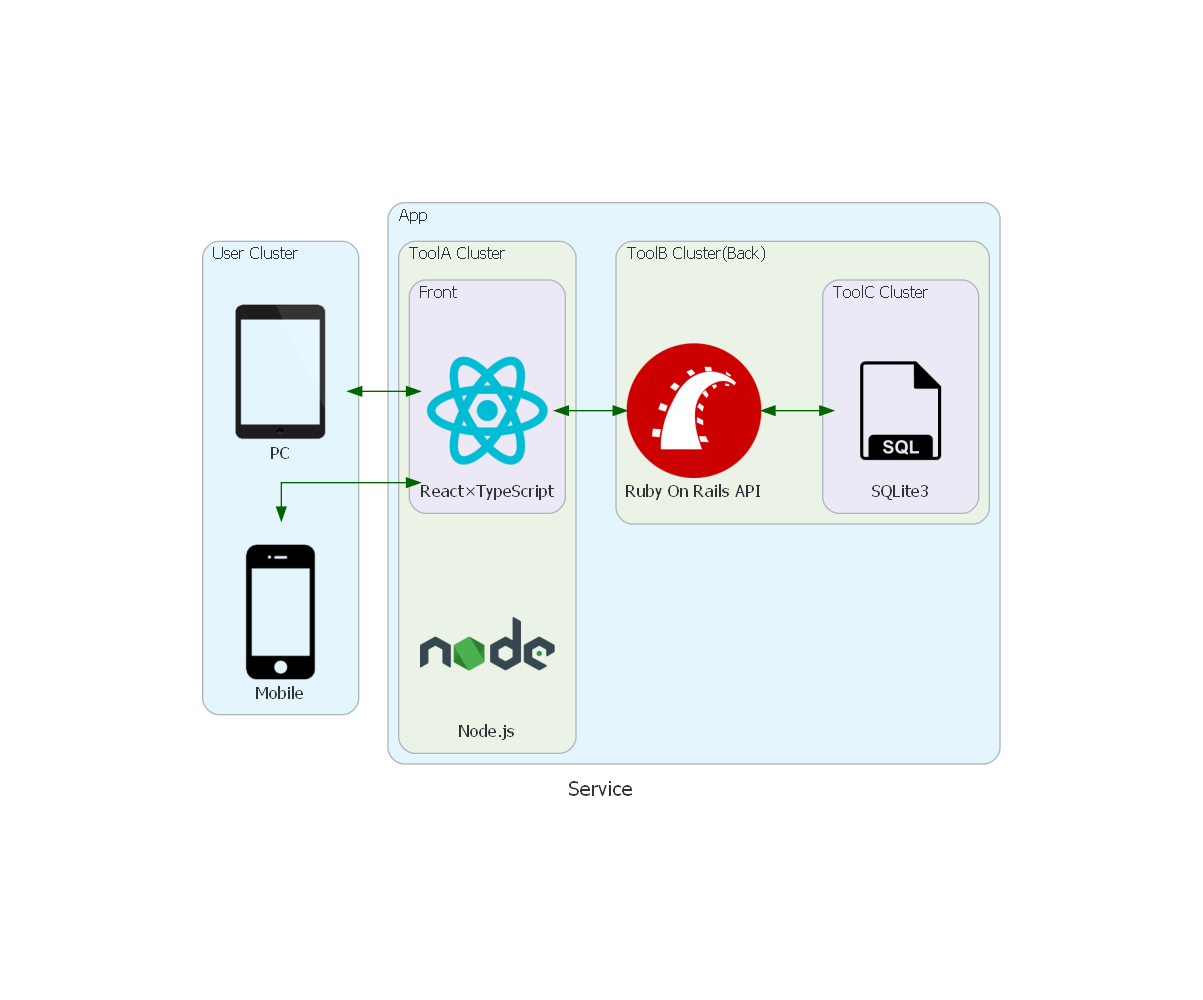 App
User Cluster
ToolA Cluster
ToolB Cluster(Back)
Front
ToolC Cluster
SQL
PC
React×TypeScript
Ruby On Rails API
SQLite3
node
Mobile
Node.js
Service